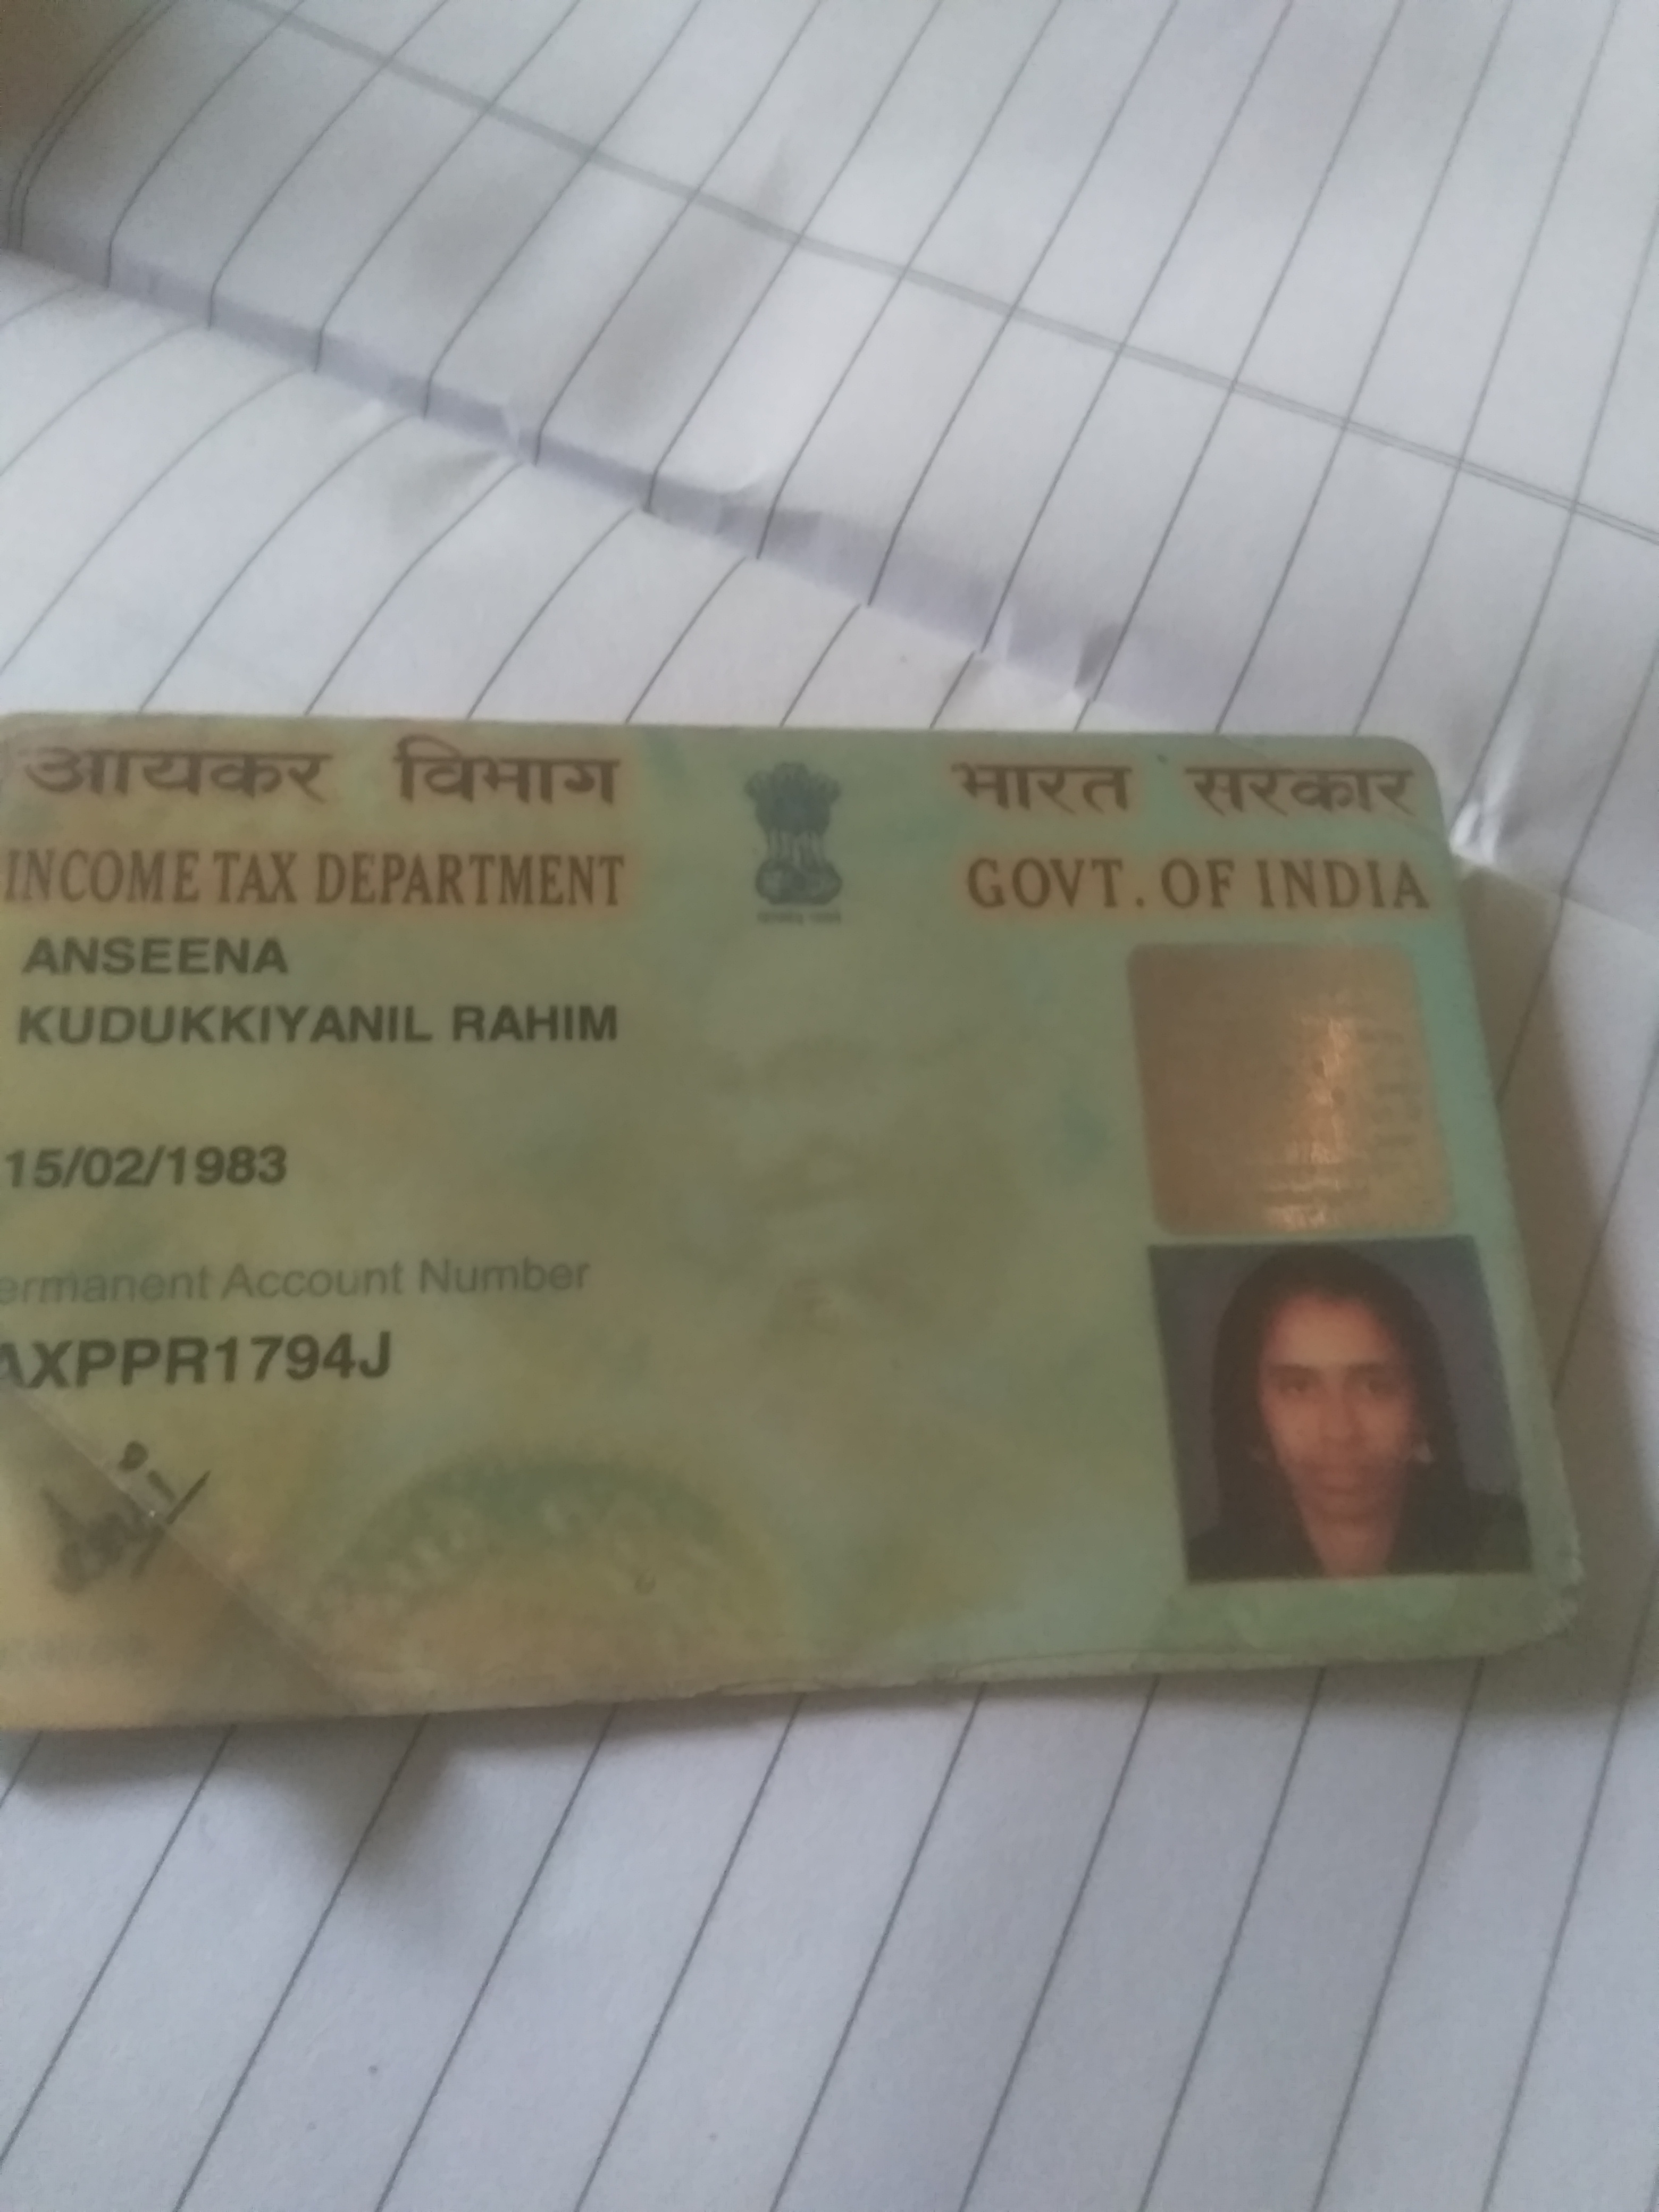 आयकर विभाग
भारत सरकार
INCOME TAX DEPARTMENT
GOVT. OF INDIA
ANSEENA
KUDUKKIYANIL RAHIM
15/02/1983
ermanent Account Number
AXPPR1794J